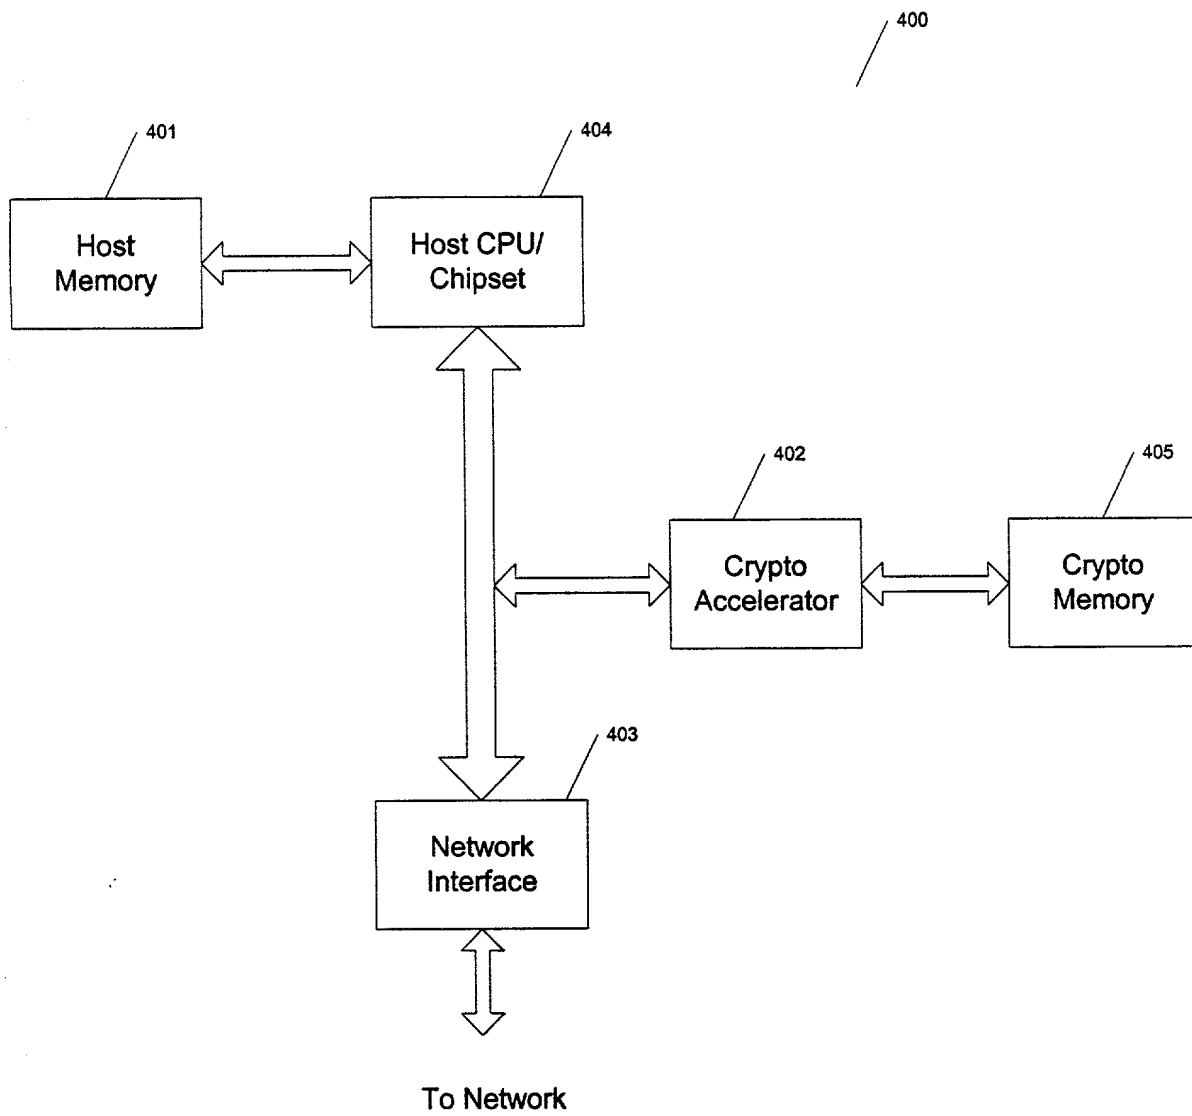 400
401
404
Host
Memory
Host CPU/
Chipset
402
405
Crypto
Accelerator
Crypto
Memory
403
Network
Interface
To Network